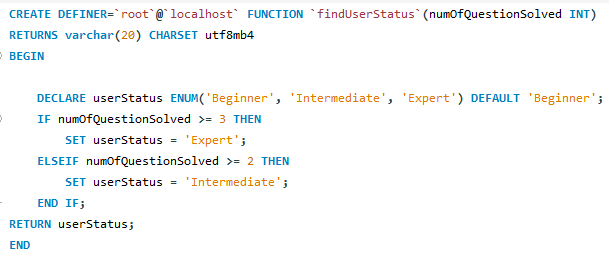 CREATE DEFINER=`root`@`localhost` FUNCTION `findUserStatus`(numOfQuestionSolved INT)
RETURNS varchar(20) CHARSET utf8mb4
BEGIN
DECLARE userStatus ENUM('Beginner', 'Intermediate', 'Expert') DEFAULT 'Beginner';
IF numOfQuestionSolved >= 3 THEN
SET userStatus = 'Expert';
ELSEIF numOfQuestionSolved >= 2 THEN
SET userStatus = 'Intermediate';
END IF;
RETURN userStatus;
END